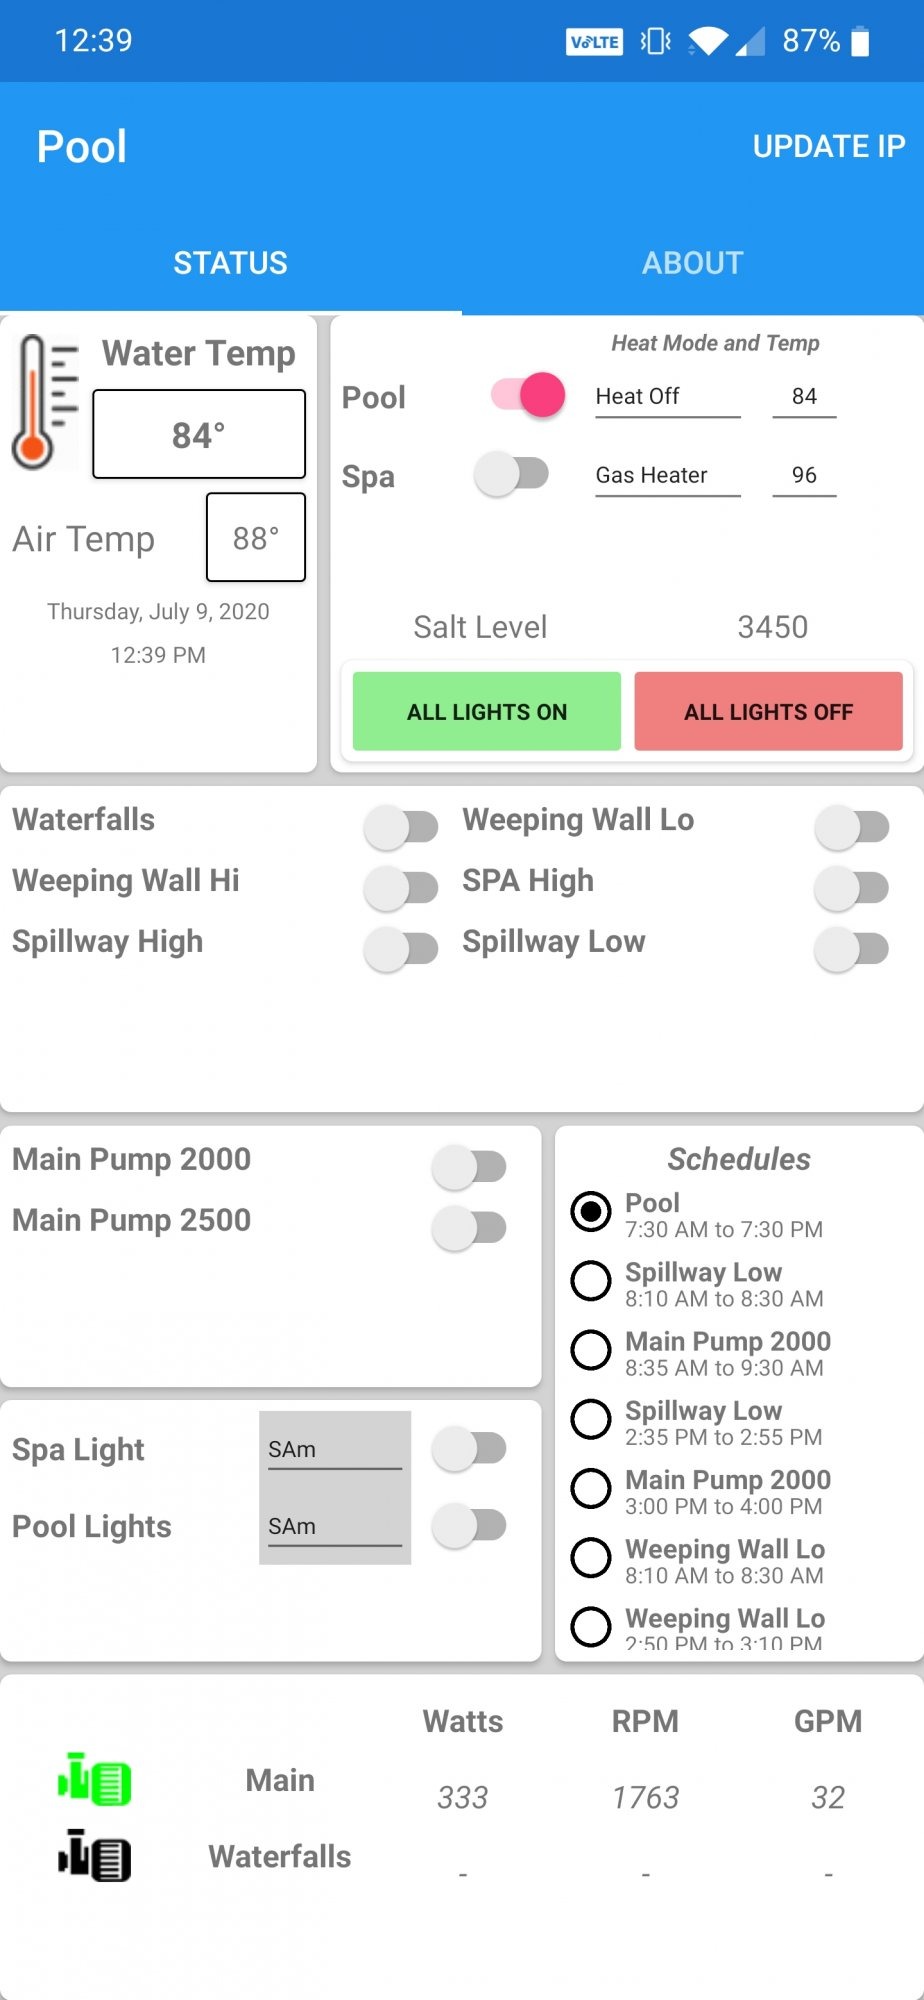 12:39 VoLTE 87%
Pool UPDATE IP
STATUS ABOUT
Water Temp
84°
Air Temp 88°
Thursday, July 9, 2020
12:39 PM
Heat Mode and Temp
Pool Heat Off 84
Spa Gas Heater 96
Salt Level 3450
ALL LIGHTS ON ALL LIGHTS OFF
Waterfalls Weeping Wall Lo
Weeping Wall Hi SPA High
Spillway High Spillway Low
Main Pump 2000
Main Pump 2500
Spa Light SAm
Pool Lights SAm
Schedules
Pool
7:30 AM to 7:30 PM
Spillway Low
8:10 AM to 8:30 AM
Main Pump 2000
8:35 AM to 9:30 AM
Spillway Low
2:35 PM to 2:55 PM
Main Pump 2000
3:00 PM to 4:00 PM
Weeping Wall Lo
8:10 AM to 8:30 AM
Weeping Wall Lo
2:50 PM to 3:10 PM
Watts RPM GPM
Main 333 1763 32
Waterfalls - - -